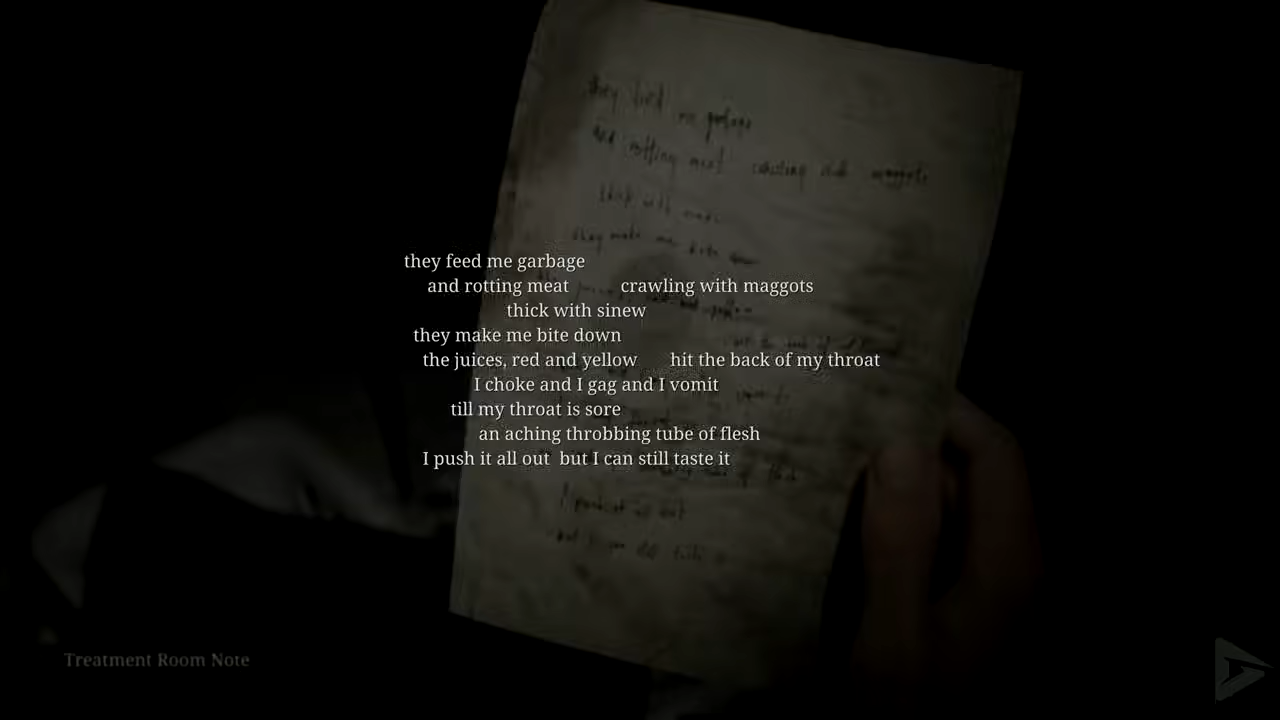 they feed me garbage
and rotting meat crawling with maggots
thick with sinew
they make me bite down
the juices, red and yellow hit the back of my throat
I choke and I gag and I vomit
till my throat is sore
an aching throbbing tube of flesh
I push it all out but I can still taste it
Treatment Room Note